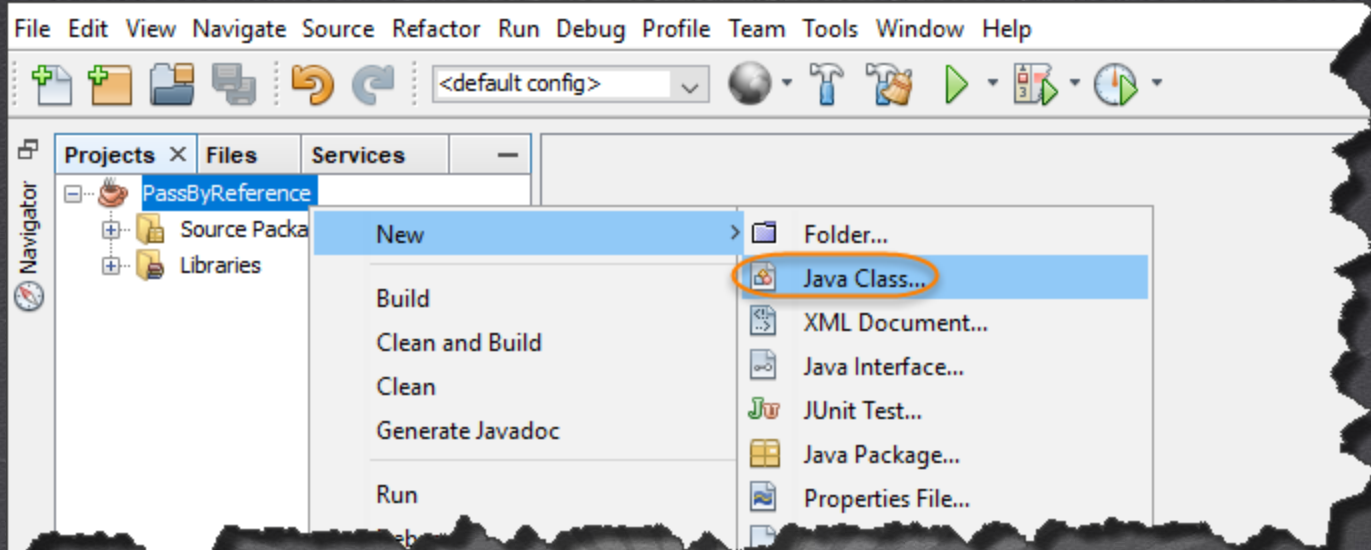 File Edit View Navigate Source Refactor Run Debug Profile Team Tools Window Help
<default config>
Projects Files Services
Navigator
PassByReference
Source Packa
Libraries
New
Build
Clean and Build
Clean
Generate Javadoc
Run
Folder...
Java Class...
XML Document...
Java Interface...
JUnit Test...
Java Package...
Properties File...